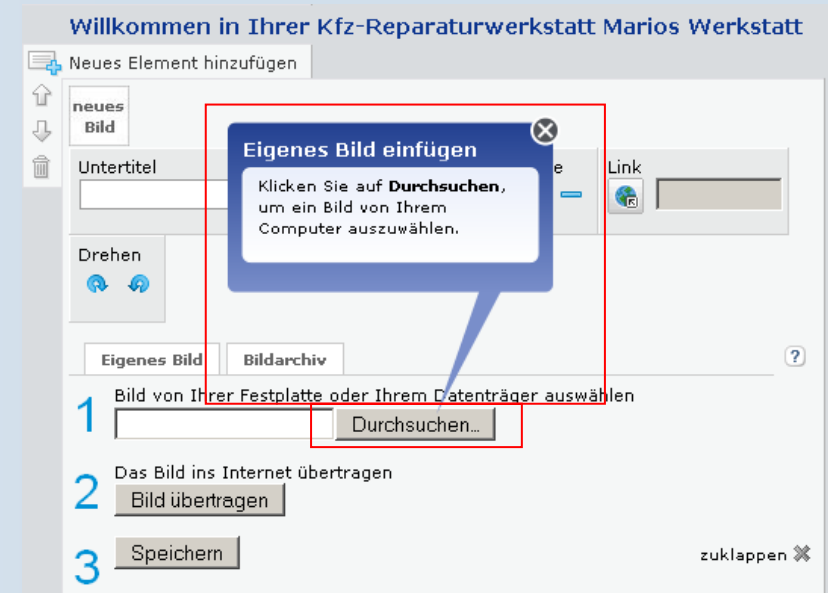 Willkommen in Ihrer Kfz-Reparaturwerkstatt Marios Werkstatt
Neues Element hinzufügen
neues
Bild
Untertitel
e
Link
Eigenes Bild einfügen
Klicken Sie auf Durchsuchen,
um ein Bild von Ihrem
Computer auszuwählen.
Drehen
Eigenes Bild
Bildarchiv
?
1
Bild von Ihrer Festplatte oder Ihrem Datenträger auswählen
Durchsuchen...
2
Das Bild ins Internet übertragen
Bild übertragen
3
Speichern
zuklappen